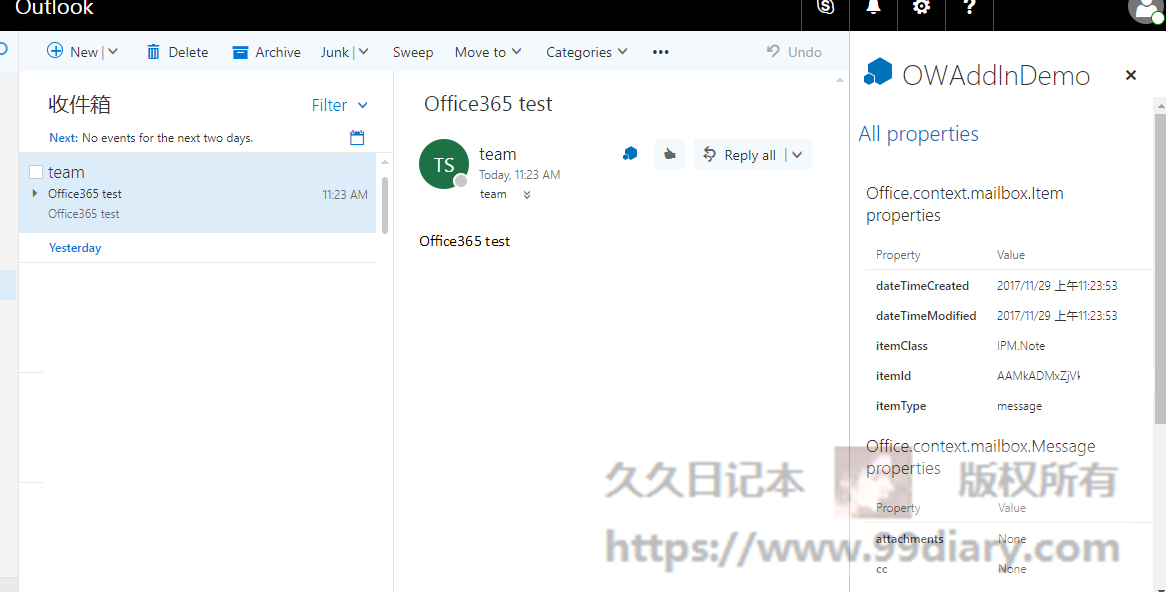 Outlook
New
Delete
Archive
Junk
Sweep
Move to
Categories
Undo
收件箱
Filter
Next: No events for the next two days.
team
Office365 test
11:23 AM
Office365 test
Yesterday
Office365 test
TS
team
Today, 11:23 AM
team
Reply all
Office365 test
OWAddInDemo
All properties
Office.context.mailbox.Item
properties
Property Value
dateTimeCreated 2017/11/29 上午11:23:53
dateTimeModified 2017/11/29 上午11:23:53
itemClass IPM.Note
itemId AAMkADMxZjVk
itemType message
Office.context.mailbox.Message
properties
Property Value
attachments None
cc None
久久日记本 版权所有
https://www.99diary.com